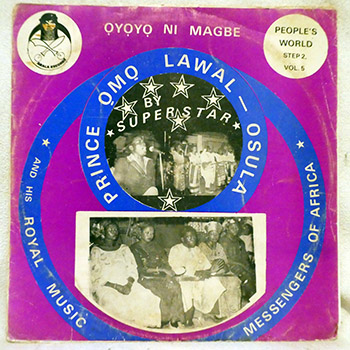 ỌYỌYỌ NI MAGBE
PEOPLE'S
WORLD
STEP 2,
VOL. 5
PRINCE ỌMỌ LAWAL — OSULA
BY
★ SUPER STAR ★
★ AND HIS ROYAL MUSIC
MESSENGERS OF AFRICA ★